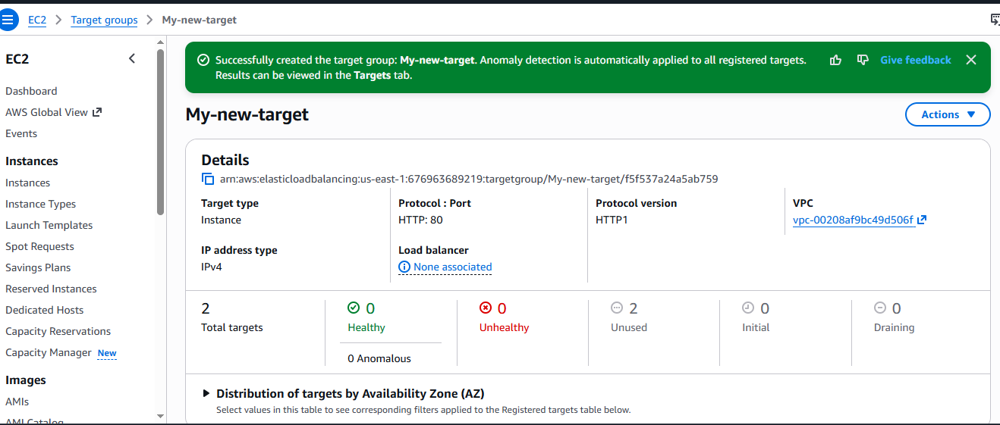 EC2 > Target groups > My-new-target
EC2
Dashboard
AWS Global View
Events
Instances
Instances
Instance Types
Launch Templates
Spot Requests
Savings Plans
Reserved Instances
Dedicated Hosts
Capacity Reservations
Capacity Manager New
Images
AMIs
AMI Catalog
Successfully created the target group: My-new-target. Anomaly detection is automatically applied to all registered targets.
Results can be viewed in the Targets tab.
Give feedback
My-new-target
Actions
Details
arn:aws:elasticloadbalancing:us-east-1:676963689219:targetgroup/My-new-target/f5f537a24a5ab759
Target type
Instance
Protocol : Port
HTTP: 80
Protocol version
HTTP1
VPC
vpc-00208af9bc49d506f
IP address type
IPv4
Load balancer
None associated
2
Total targets
0
Healthy
0 Anomalous
0
Unhealthy
2
Unused
0
Initial
0
Draining
Distribution of targets by Availability Zone (AZ)
Select values in this table to see corresponding filters applied to the Registered targets table below.